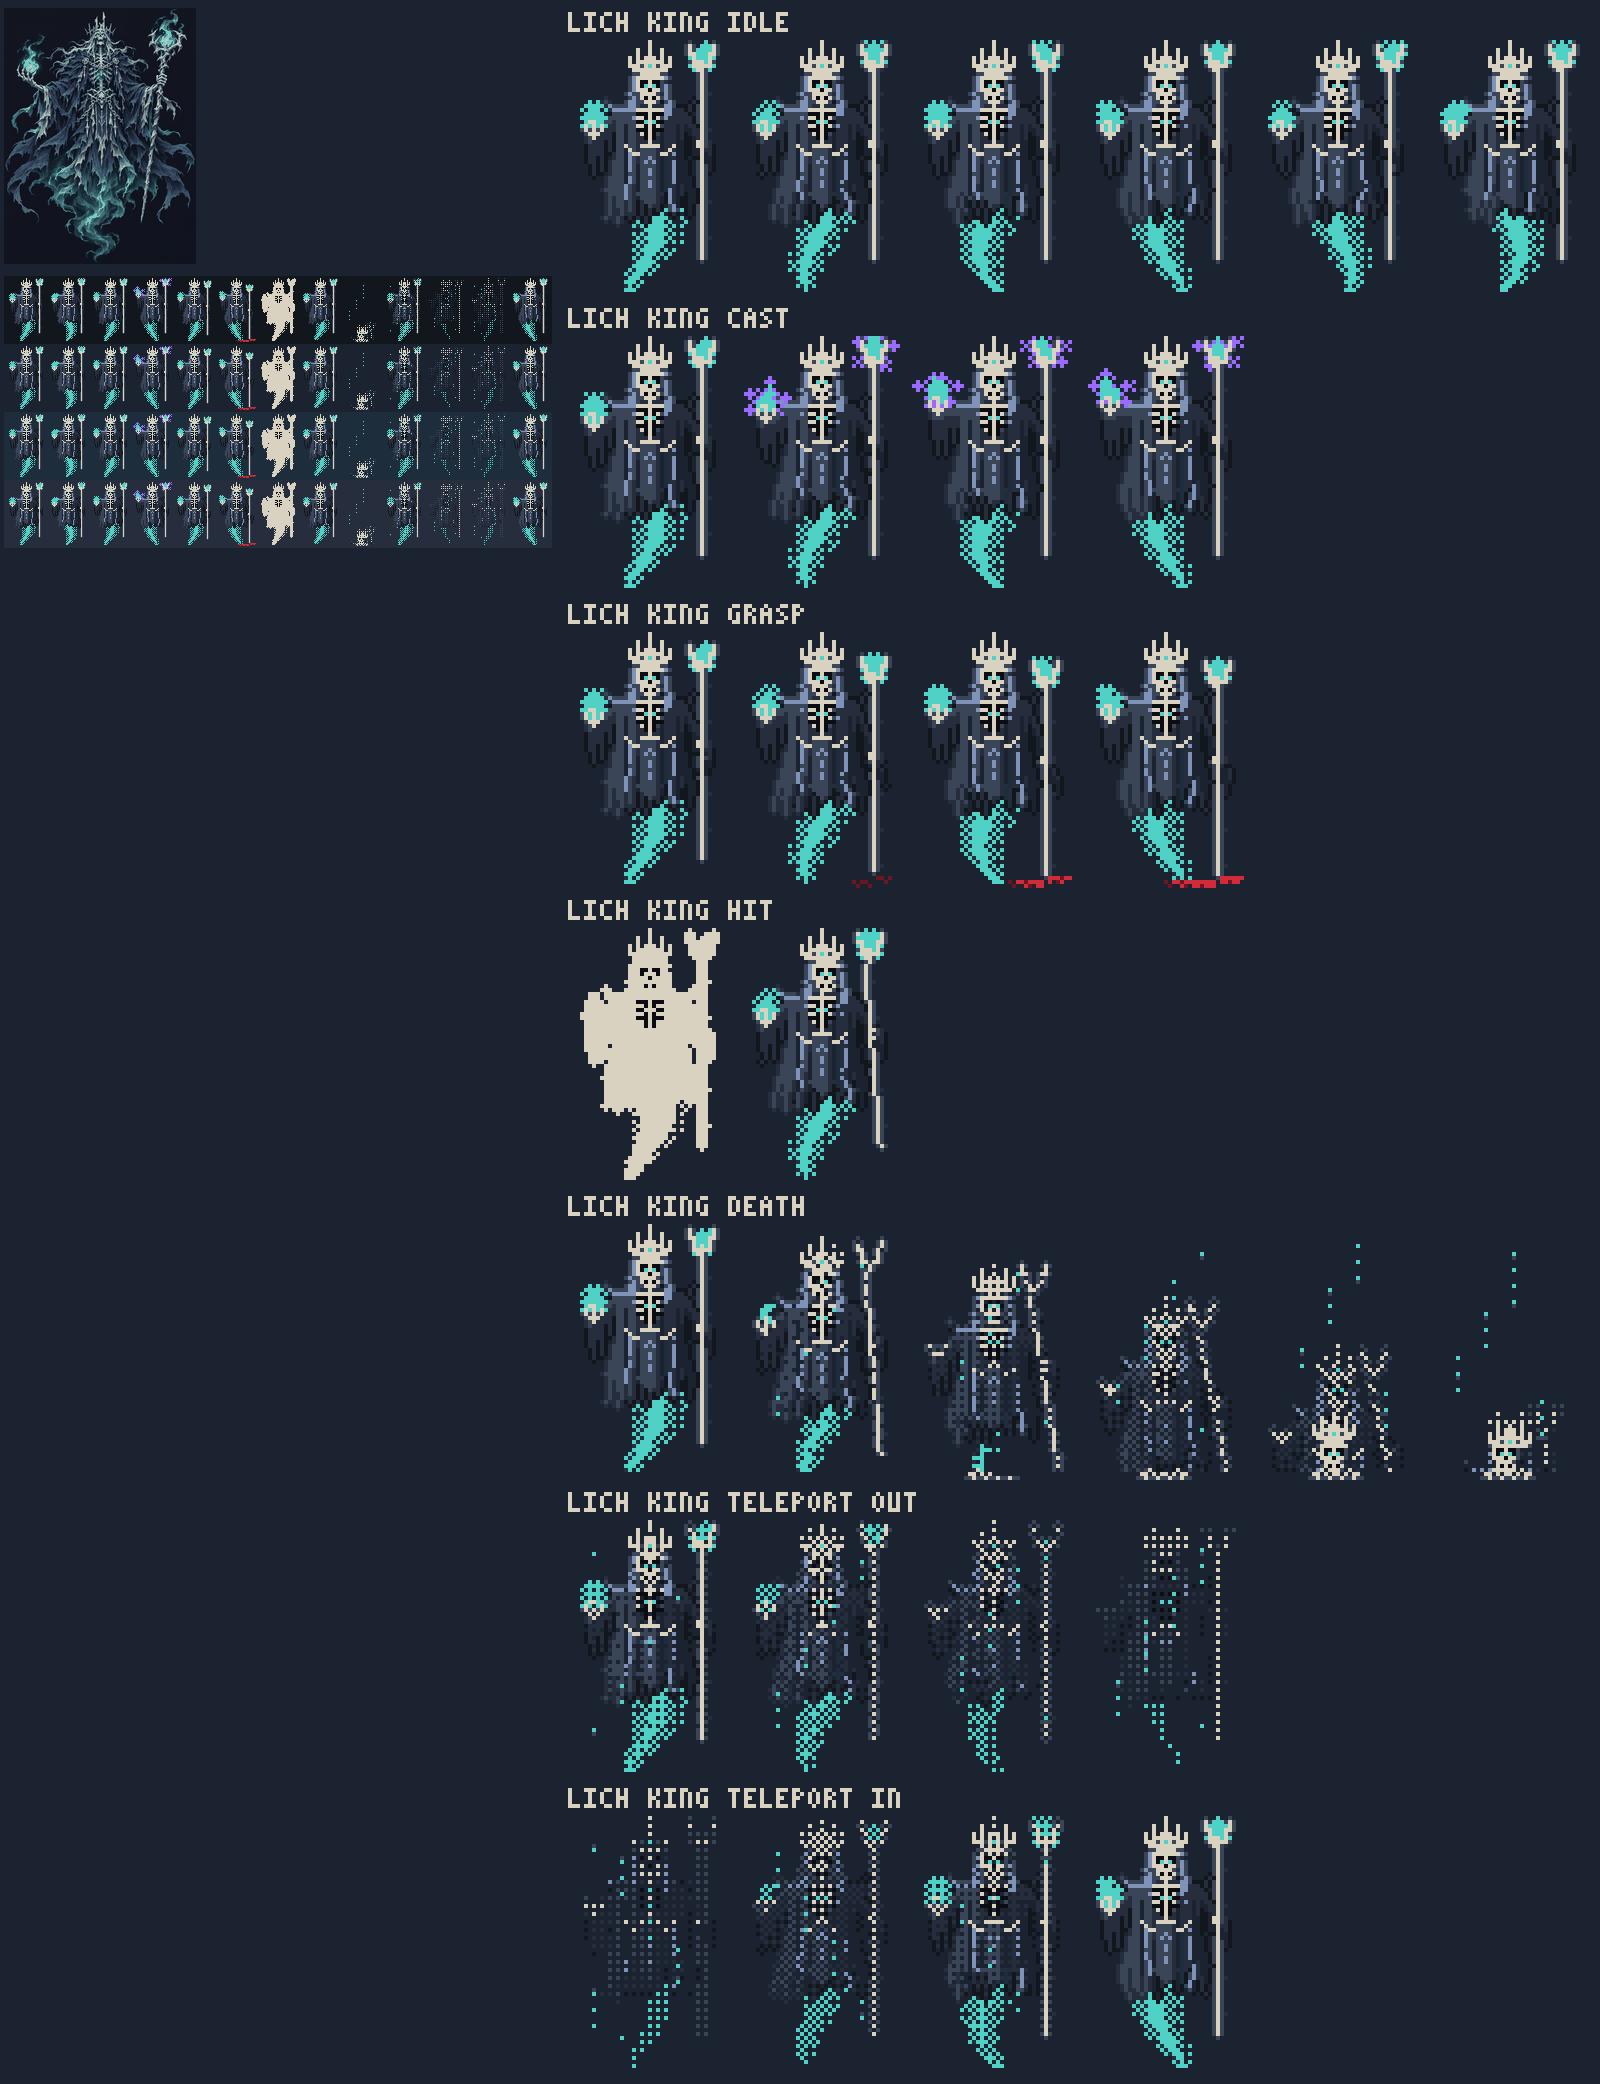 LICH KING IDLE
LICH KING CAST
LICH KING GRASP
LICH KING HIT
LICH KING DEATH
LICH KING TELEPORT OUT
LICH KING TELEPORT IN